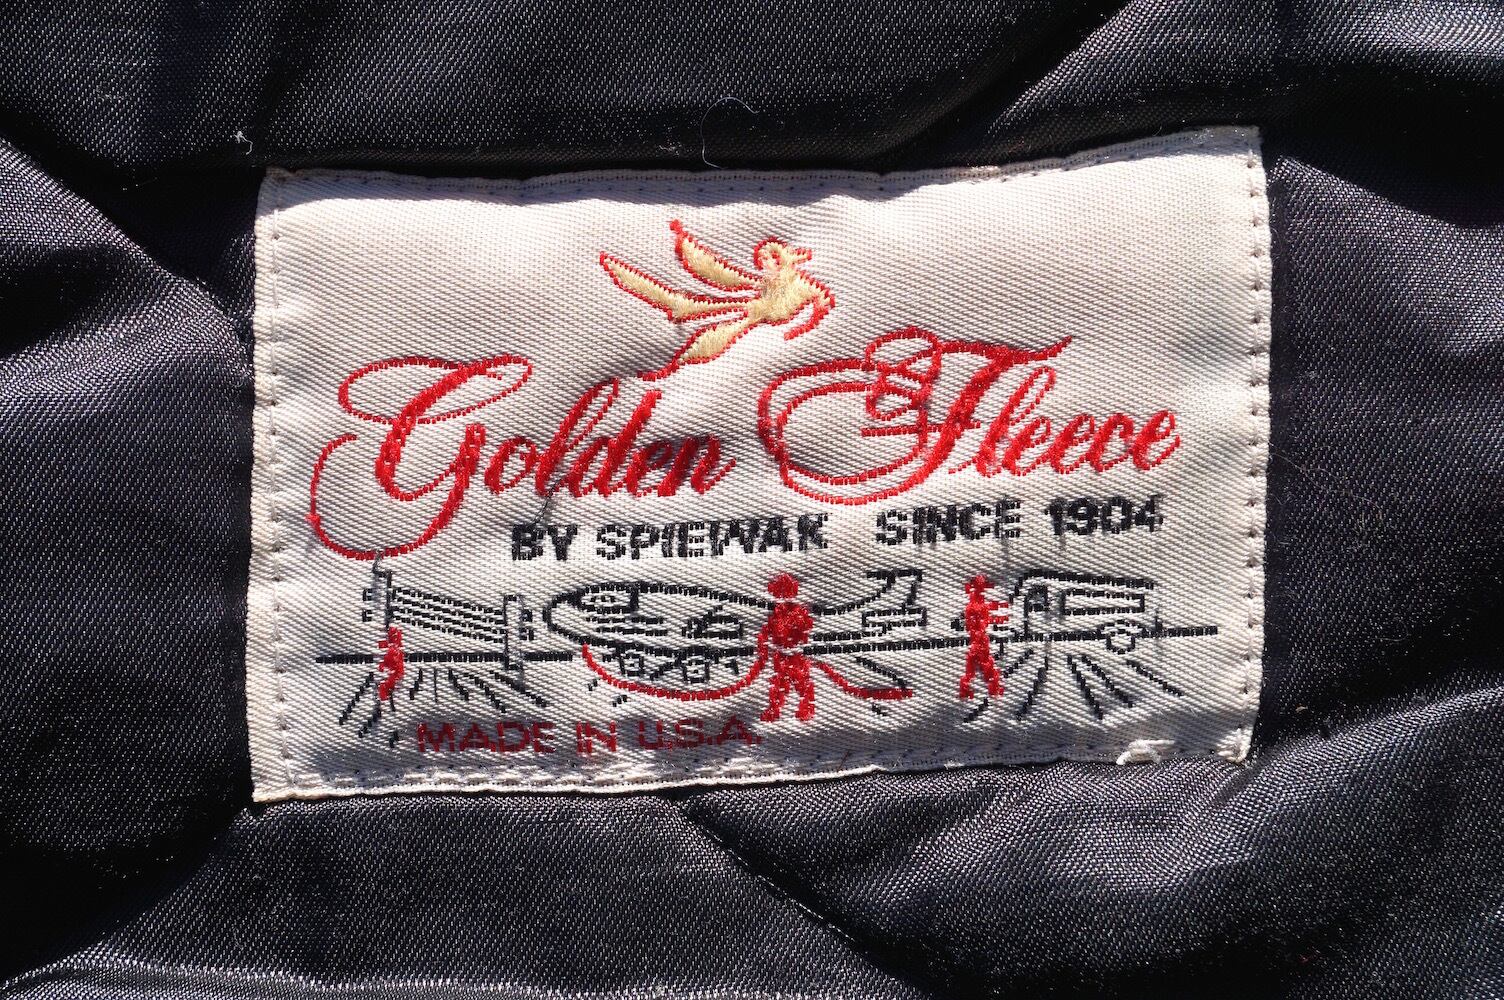 Golden Fleece
BY SPIEWAK SINCE 1904
MADE IN U.S.A.